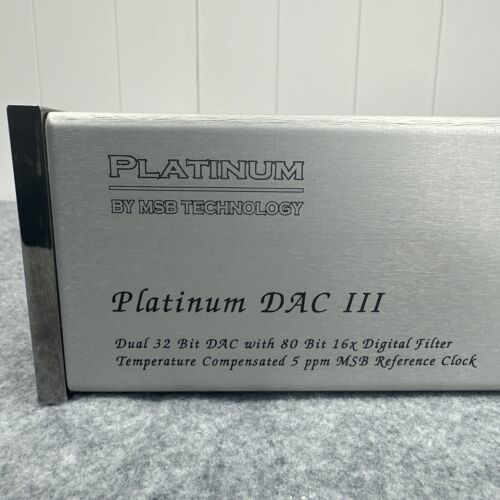 PLATINUM
BY MSB TECHNOLOGY
Platinum DAC III
Dual 32 Bit DAC with 80 Bit 16x Digital Filter
Temperature Compensated 5 ppm MSB Reference Clock